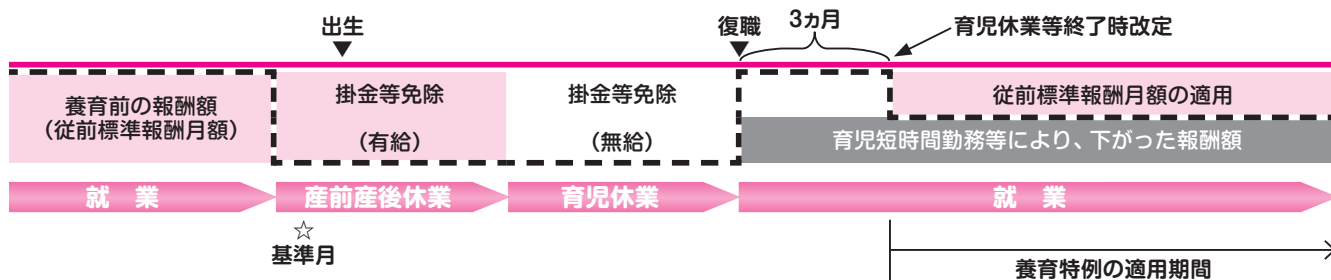 出生
復職
3ヵ月
育児休業等終了時改定
養育前の報酬額
(従前標準報酬月額)
掛金等免除
(有給)
掛金等免除
(無給)
従前標準報酬月額の適用
育児短時間勤務等により、下がった報酬額
就 業
産前産後休業
育児休業
就 業
☆
基準月
養育特例の適用期間